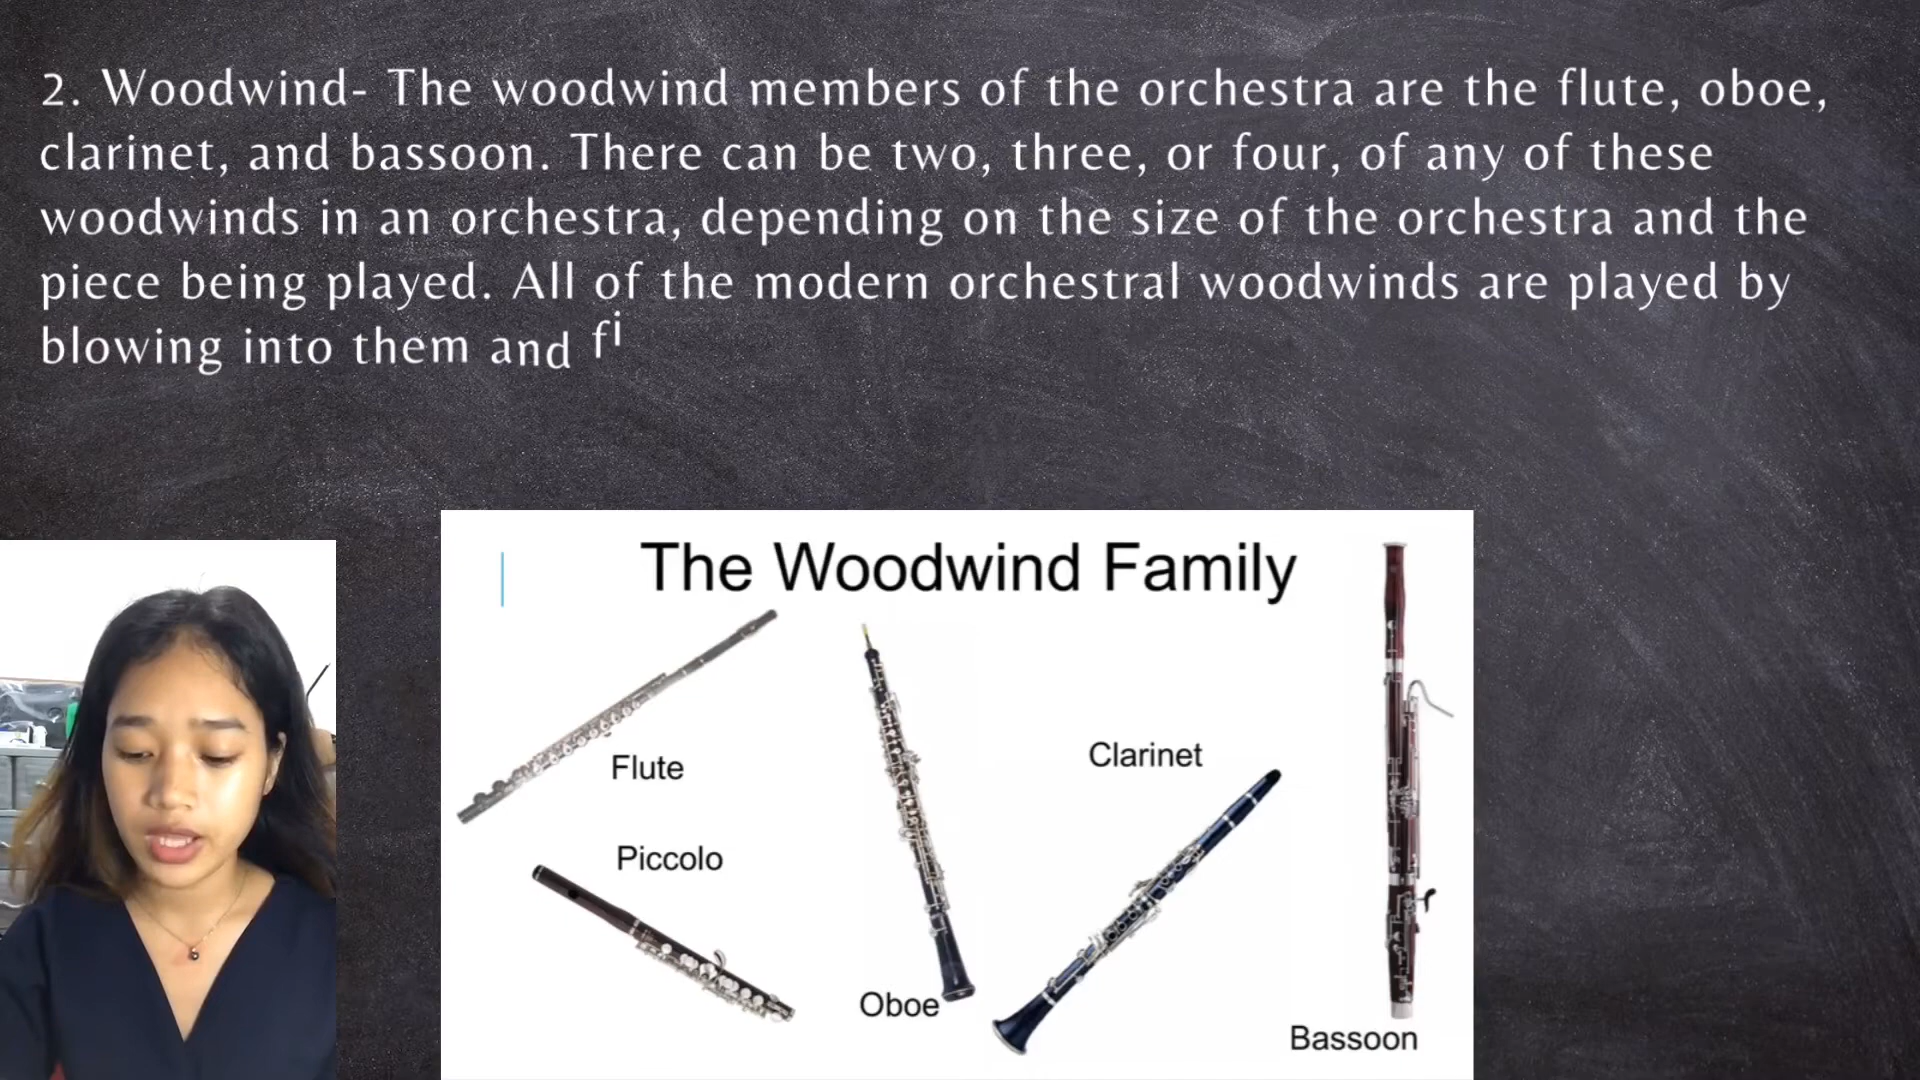 2. Woodwind- The woodwind members of the orchestra are the flute, oboe,
clarinet, and bassoon. There can be two, three, or four, of any of these
woodwinds in an orchestra, depending on the size of the orchestra and the
piece being played. All of the modern orchestral woodwinds are played by
blowing into them and fi
The Woodwind Family
Flute
Clarinet
Piccolo
Oboe
Bassoon